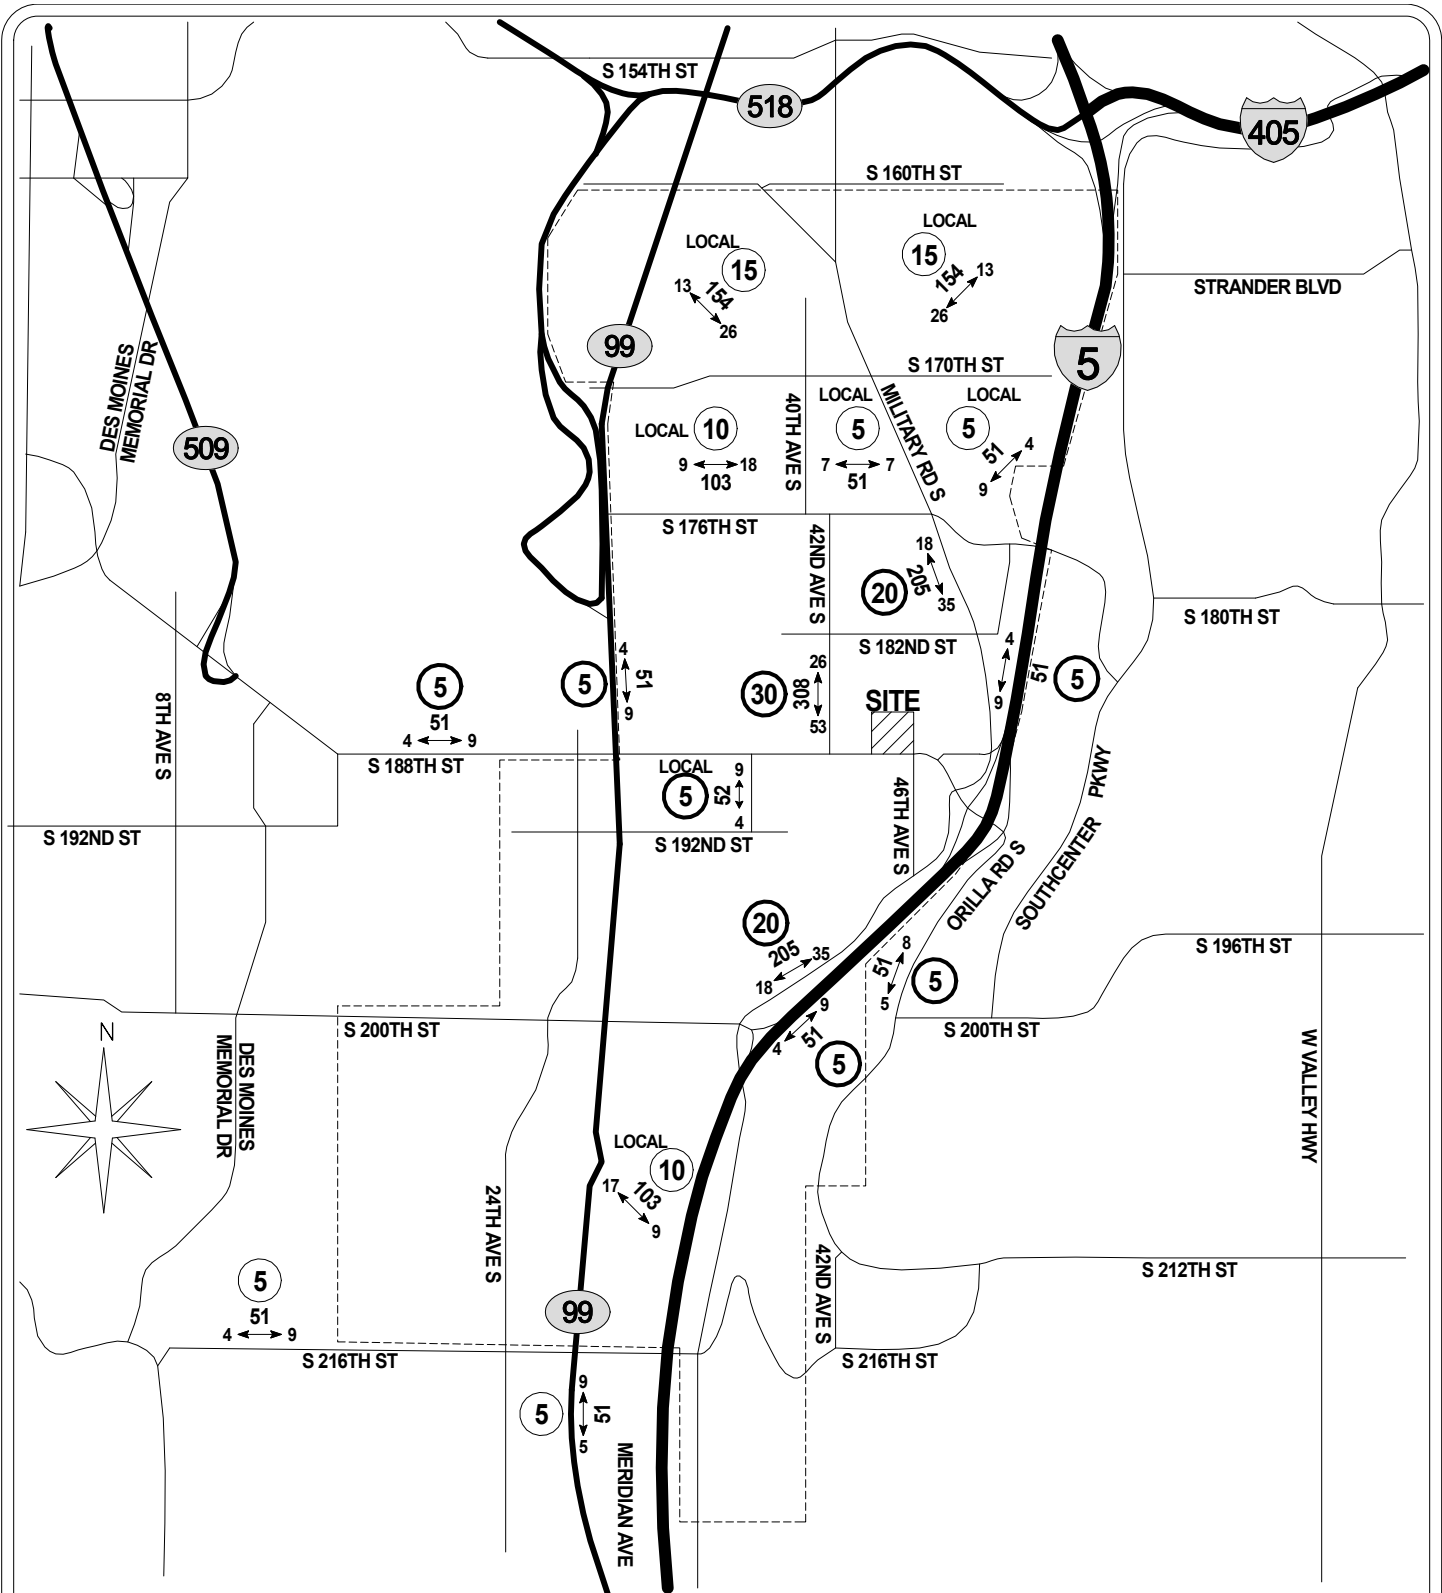 S 154TH ST
518
405
S 160TH ST
LOCAL
15
13
154
26
LOCAL
15
13
154
26
STRANDER BLVD
99
5
DES MOINES
MEMORIAL DR
509
S 170TH ST
LOCAL
10
9
18
103
40TH AVE S
LOCAL
5
7
7
51
MILITARY RD S
LOCAL
5
51
4
9
S 176TH ST
42ND AVE S
18
205
20
35
S 180TH ST
S 182ND ST
4
51
5
9
5
4
51
9
26
308
30
53
SITE
4
51
5
9
8TH AVE S
S 188TH ST
LOCAL
5
9
52
4
46TH AVE S
PKWY
SOUTHCENTER
S 192ND ST
S 192ND ST
ORILLA RD S
20
205
35
18
8
51
5
5
S 196TH ST
S 200TH ST
9
51
4
5
S 200TH ST
W VALLEY HWY
N
DES MOINES
MEMORIAL DR
LOCAL
10
17
103
9
24TH AVE S
42ND AVE S
S 212TH ST
5
51
4
9
99
S 216TH ST
S 216TH ST
9
51
5
5
MERIDIAN AVE